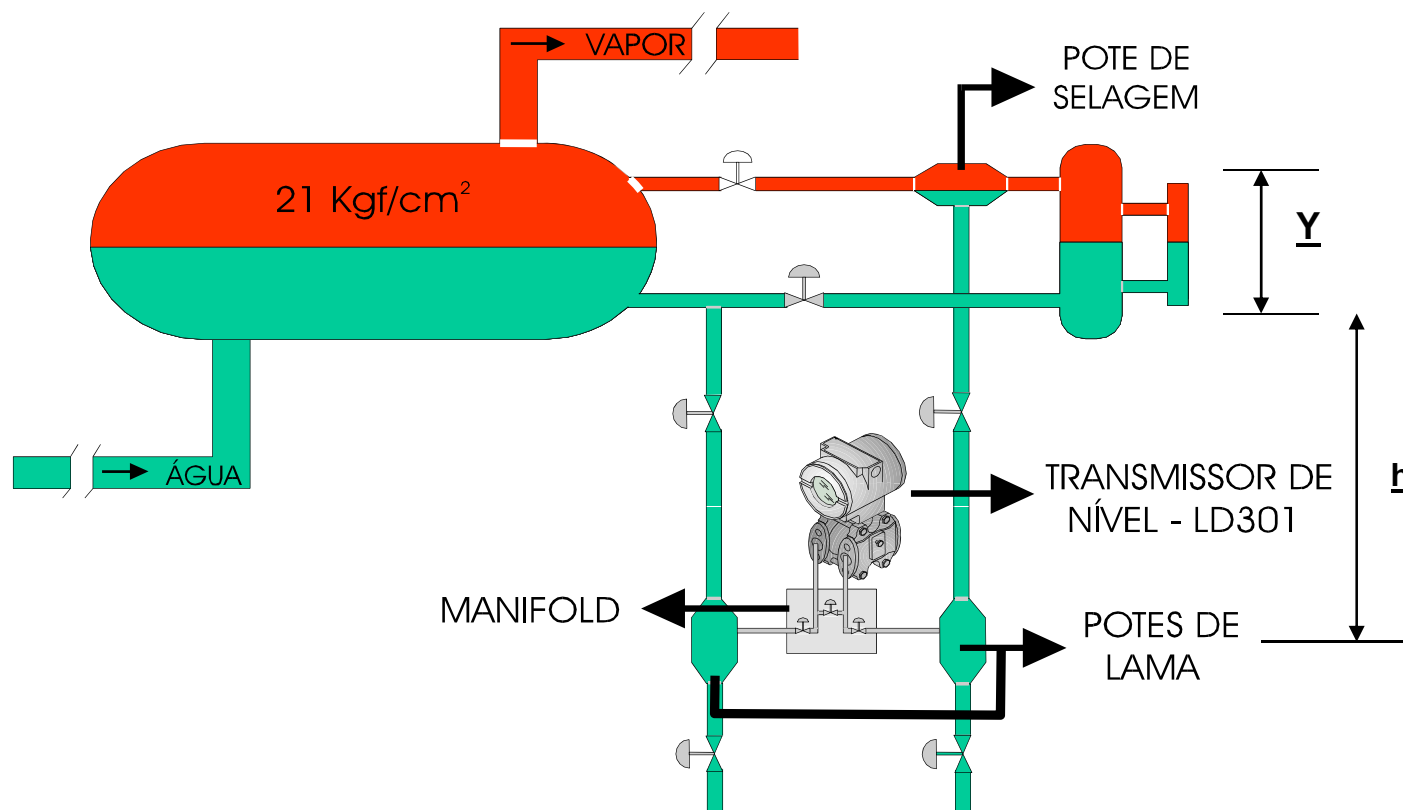 VAPOR
POTE DE
SELAGEM
21 Kgf/cm²
Y
ÁGUA
TRANSMISSOR DE
NÍVEL - LD301
h
MANIFOLD
POTES DE
LAMA